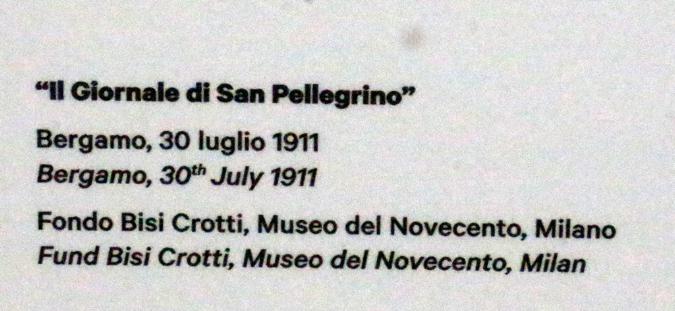 “Il Giornale di San Pellegrino”
Bergamo, 30 luglio 1911
Bergamo, 30th July 1911
Fondo Bisi Crotti, Museo del Novecento, Milano
Fund Bisi Crotti, Museo del Novecento, Milan